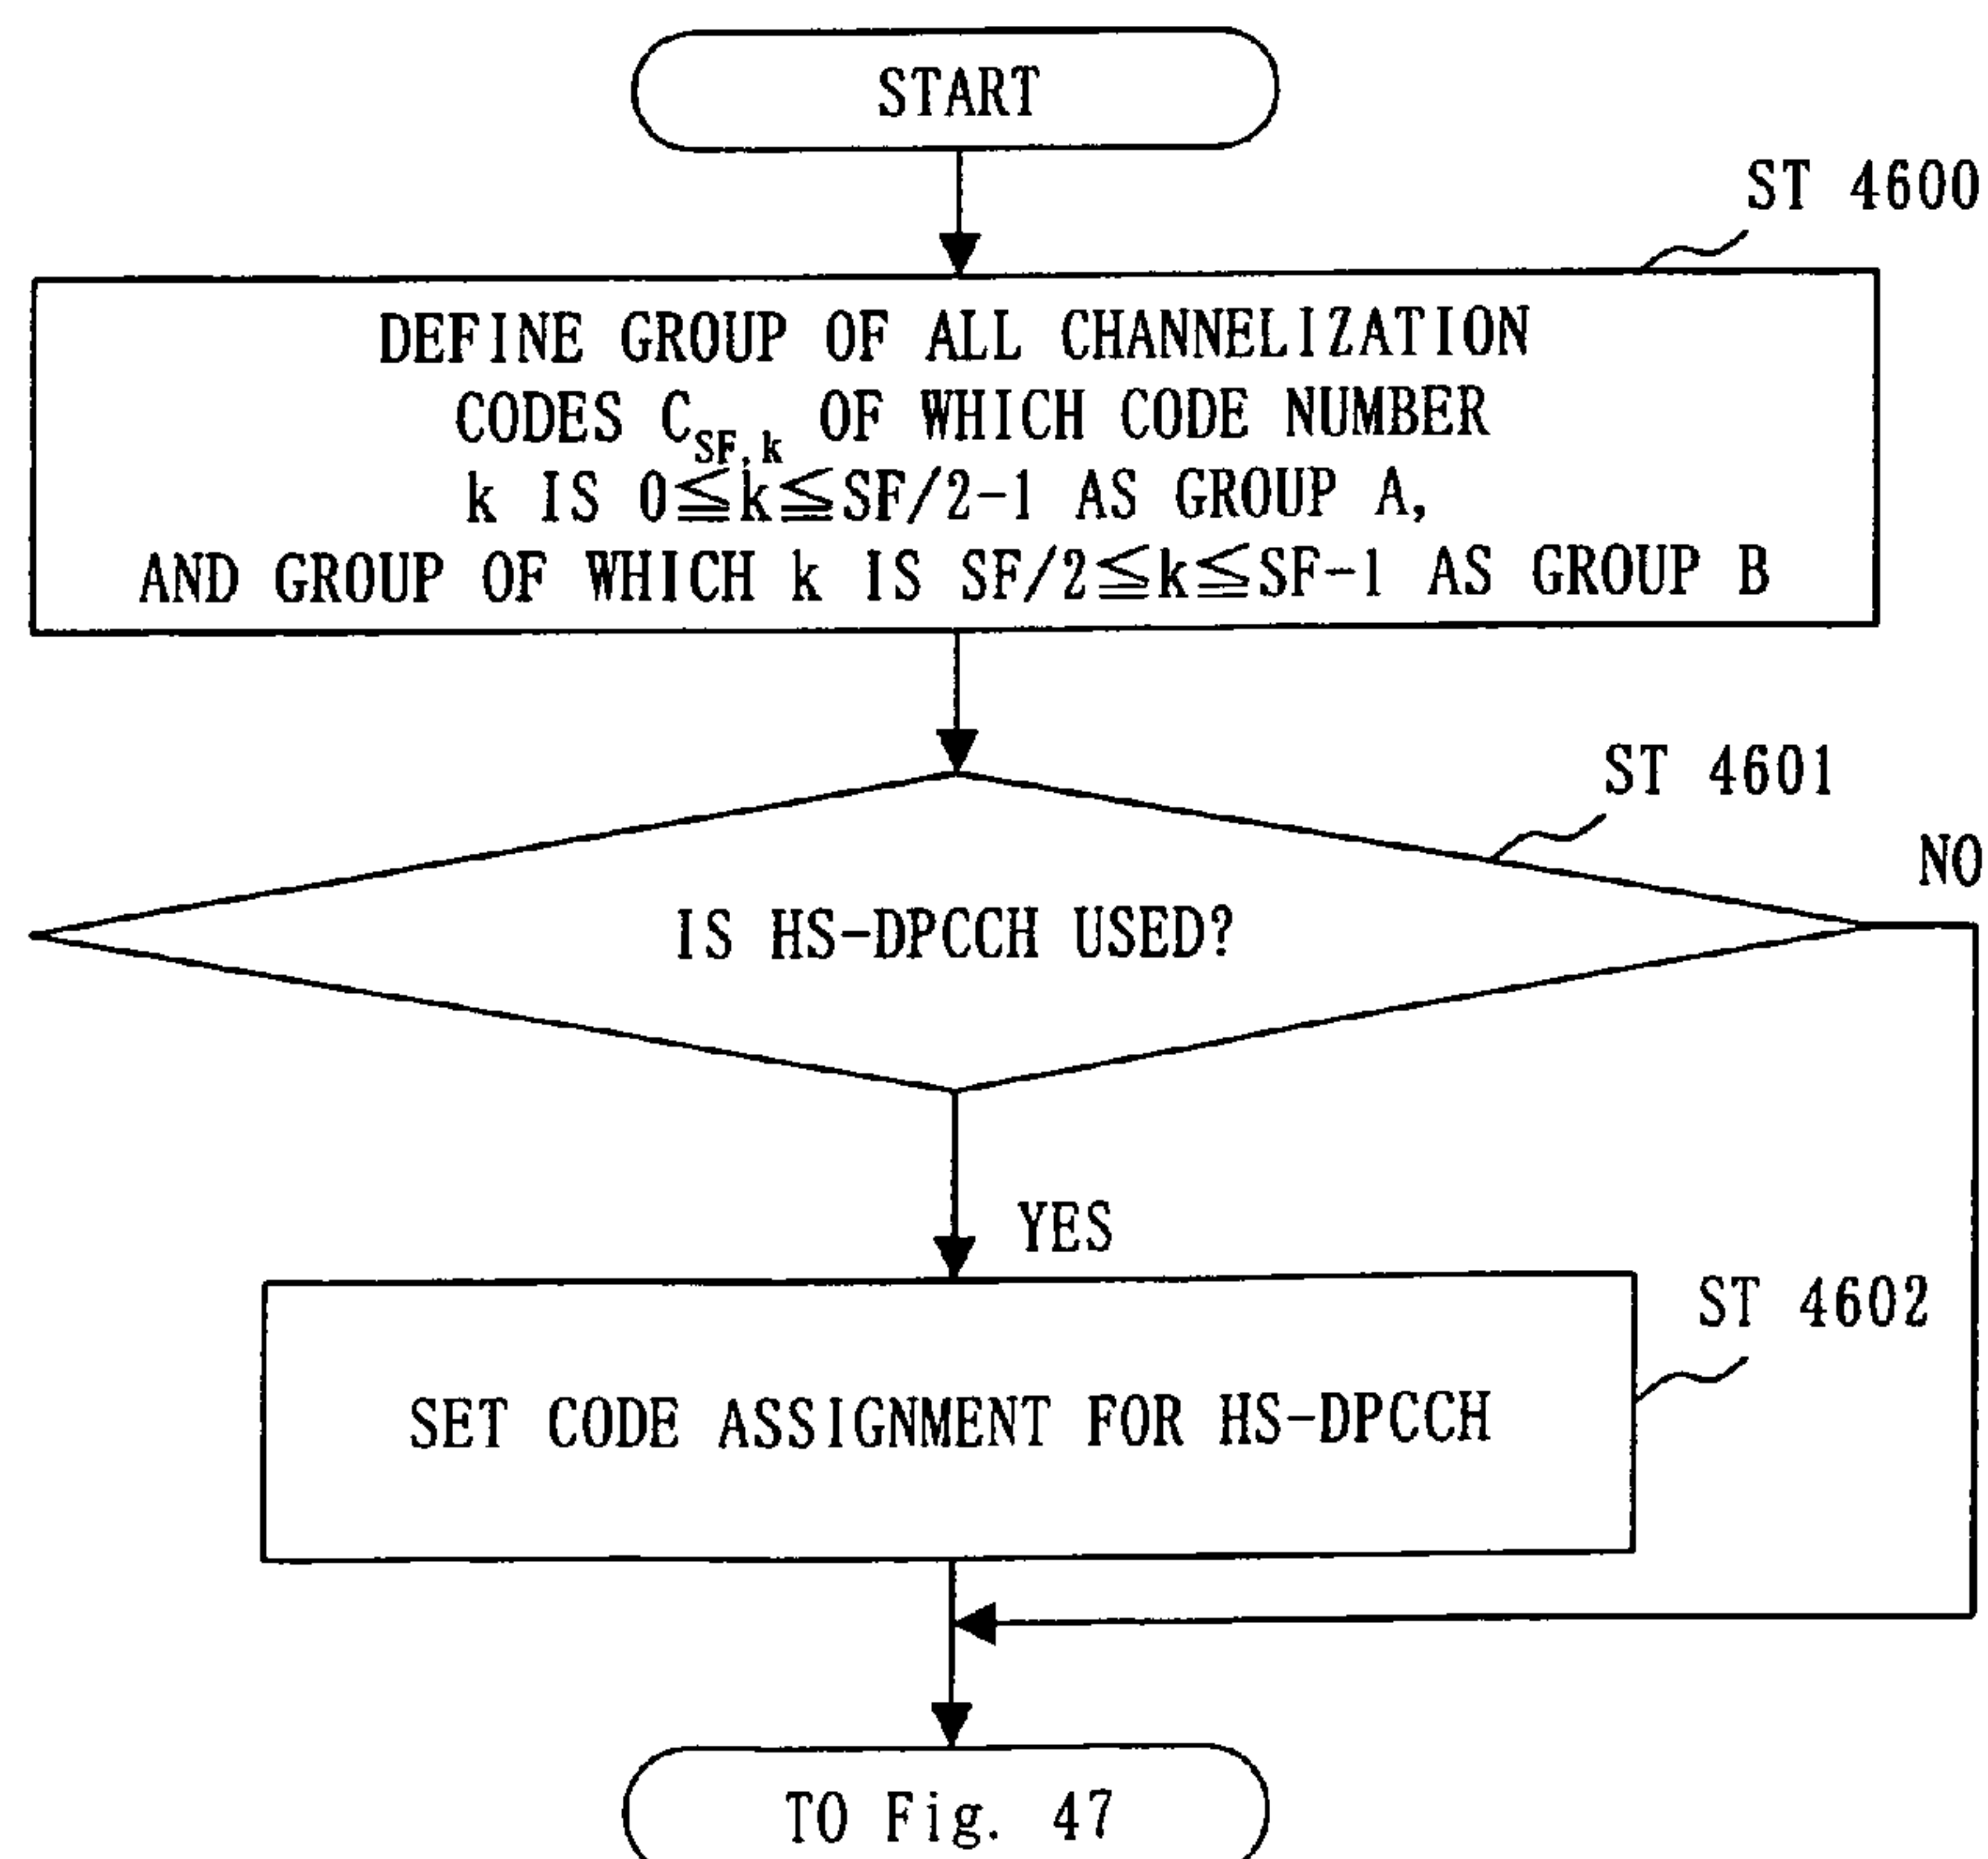 START
ST 4600
DEFINE GROUP OF ALL CHANNELIZATION
CODES C_SF,k OF WHICH CODE NUMBER
k IS 0≦k≦SF/2-1 AS GROUP A,
AND GROUP OF WHICH k IS SF/2≦k≦SF-1 AS GROUP B
ST 4601
NO
IS HS-DPCCH USED?
YES
ST 4602
SET CODE ASSIGNMENT FOR HS-DPCCH
TO Fig. 47